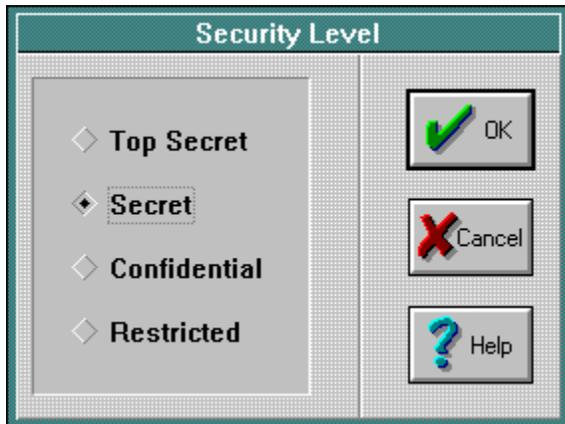 Security Level
Top Secret
Secret
Confidential
Restricted
OK
Cancel
Help